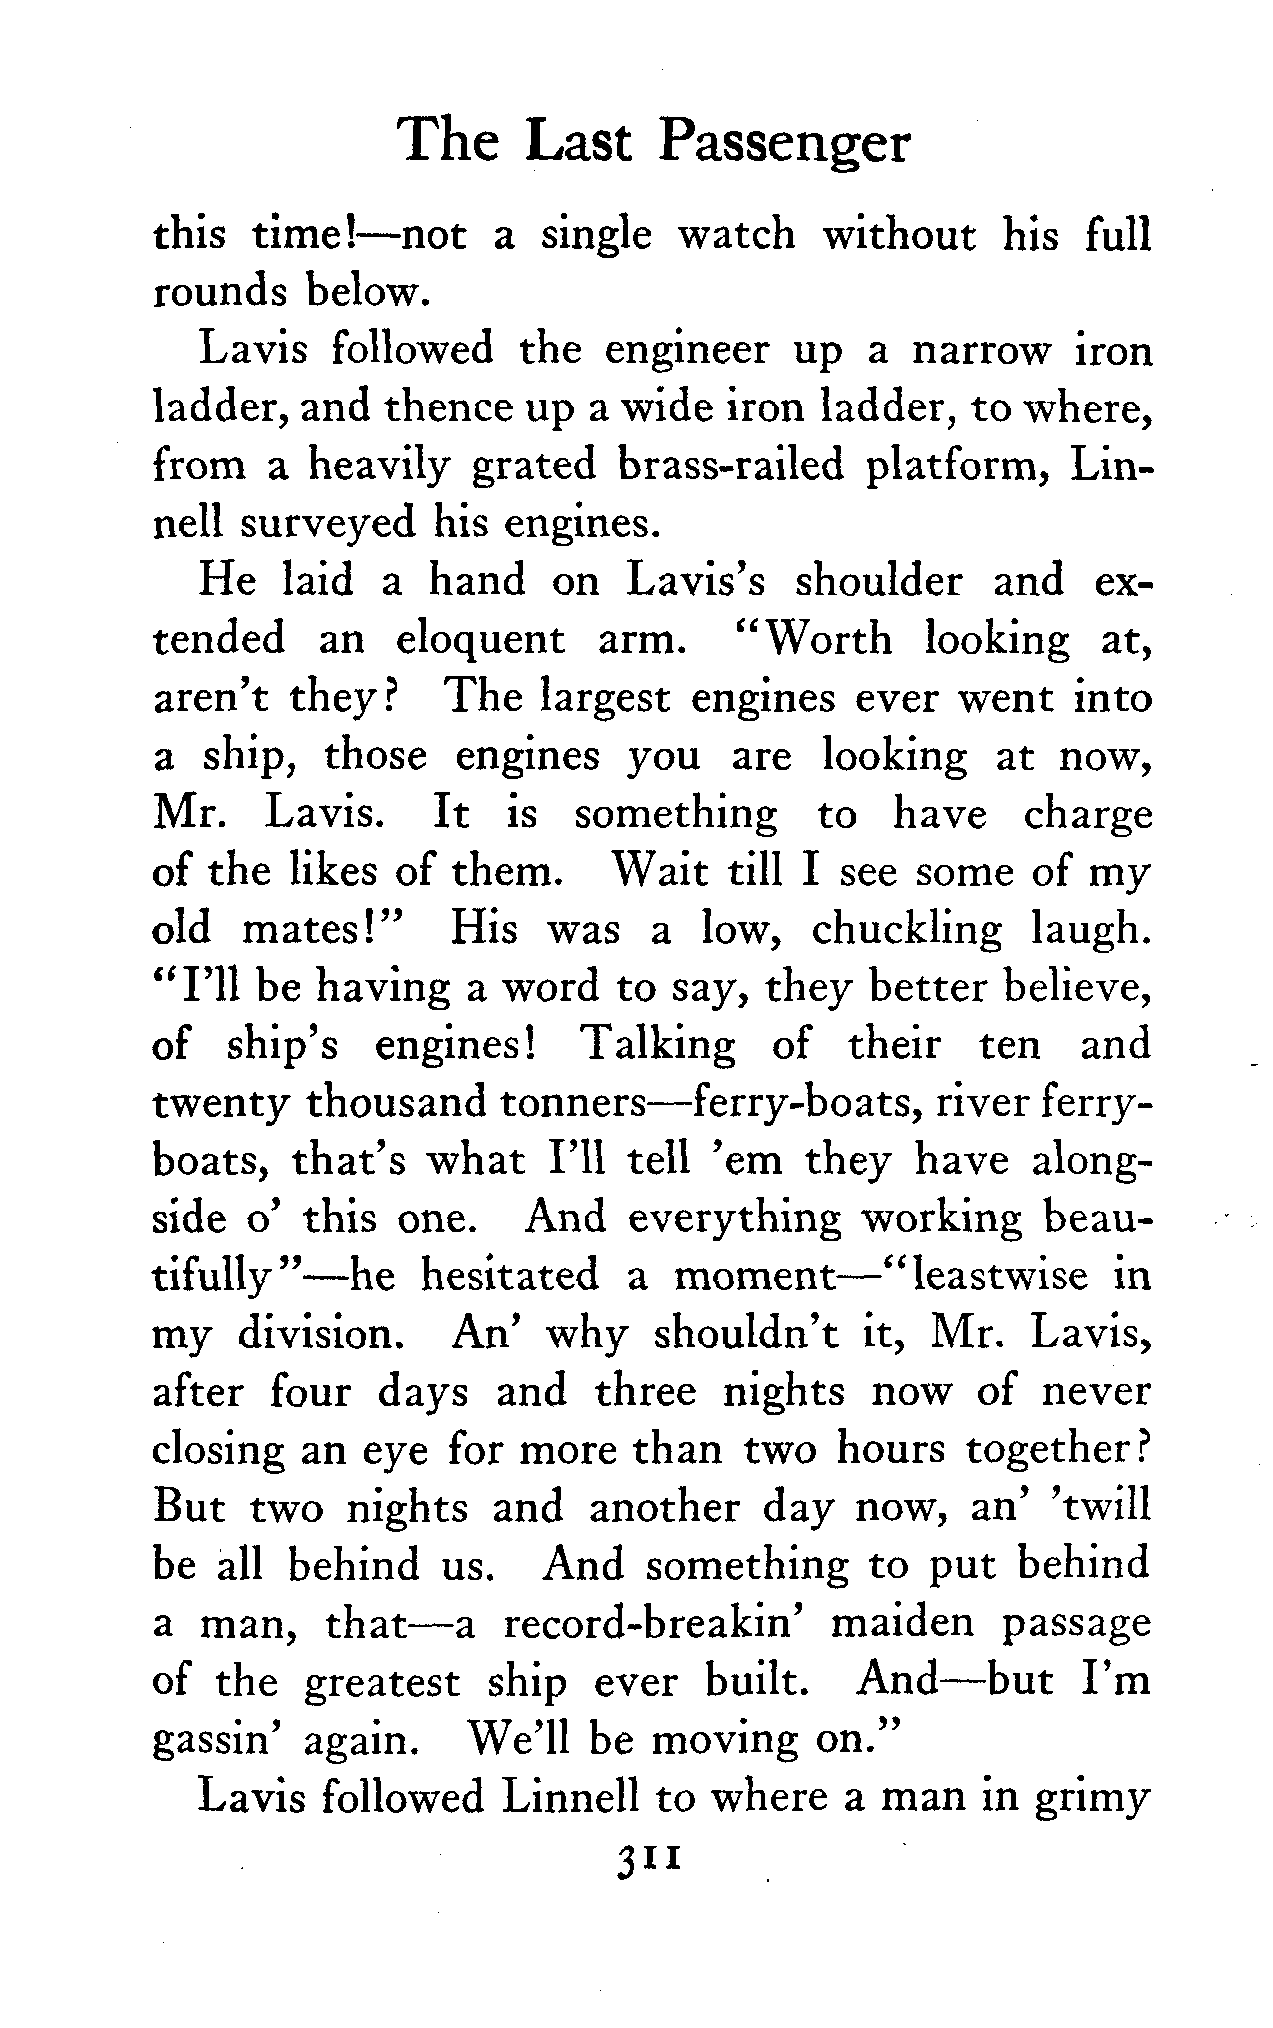 The Last Passenger
this time!—not a single watch without his full
rounds below.
Lavis followed the engineer up a narrow iron
ladder, and thence up a wide iron ladder, to where,
from a heavily grated brass-railed platform, Lin-
nell surveyed his engines.
He laid a hand on Lavis's shoulder and ex-
tended an eloquent arm. "Worth looking at,
aren't they? The largest engines ever went into
a ship, those engines you are looking at now,
Mr. Lavis. It is something to have charge
of the likes of them. Wait till I see some of my
old mates!" His was a low, chuckling laugh.
"I'll be having a word to say, they better believe,
of ship's engines! Talking of their ten and
twenty thousand tonners—ferry-boats, river ferry-
boats, that's what I'll tell 'em they have along-
side o' this one. And everything working beau-
tifully"—he hesitated a moment—"leastwise in
my division. An' why shouldn't it, Mr. Lavis,
after four days and three nights now of never
closing an eye for more than two hours together?
But two nights and another day now, an' 'twill
be all behind us. And something to put behind
a man, that—a record-breakin' maiden passage
of the greatest ship ever built. And—but I'm
gassin' again. We'll be moving on."
Lavis followed Linnell to where a man in grimy
311